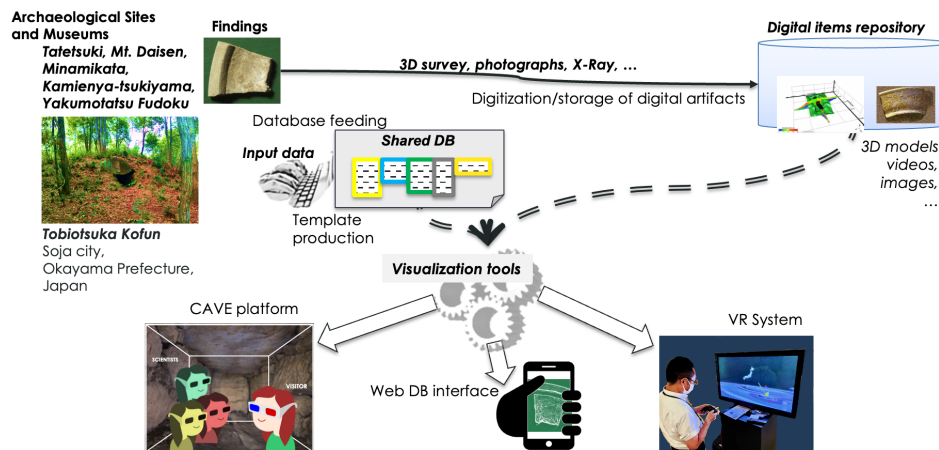 Archaeological Sites
and Museums
Tatetsuki, Mt. Daisen,
Minamikata,
Kamienya-tsukiyama,
Yakumotatsu Fudoku
Findings
3D survey, photographs, X-Ray, …
Digitization/storage of digital artifacts
Digital items repository
3D models
videos,
images,
…
Database feeding
Input data
Shared DB
Template
production
Tobiotsuka Kofun
Soja city,
Okayama Prefecture,
Japan
Visualization tools
CAVE platform
SCIENTISTS
VISITOR
Web DB interface
VR System